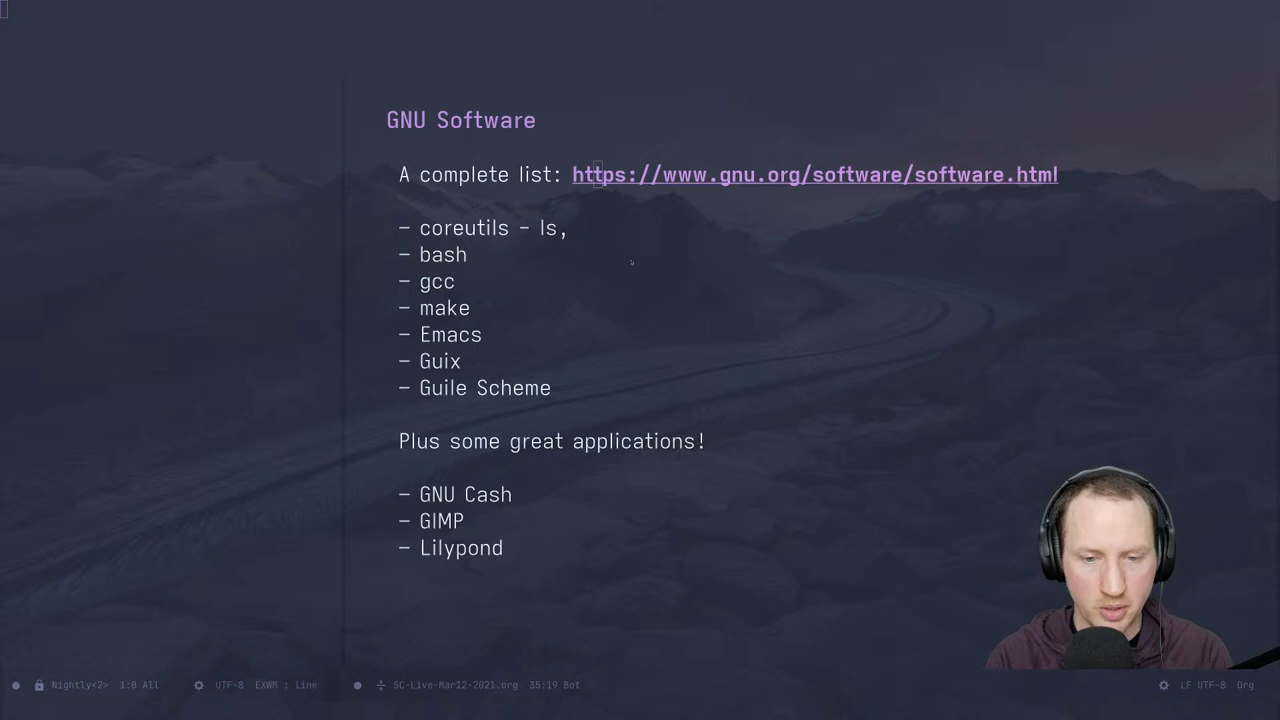 GNU Software
A complete list: https://www.gnu.org/software/software.html
– coreutils – ls,
– bash
– gcc
– make
– Emacs
– Guix
– Guile Scheme
Plus some great applications!
– GNU Cash
– GIMP
– Lilypond
Nightly<2> 1:0 All UTF-8 EXWM : line SC-Live-Mar12-2021.org 35:19 Bot LF UTF-8 Org